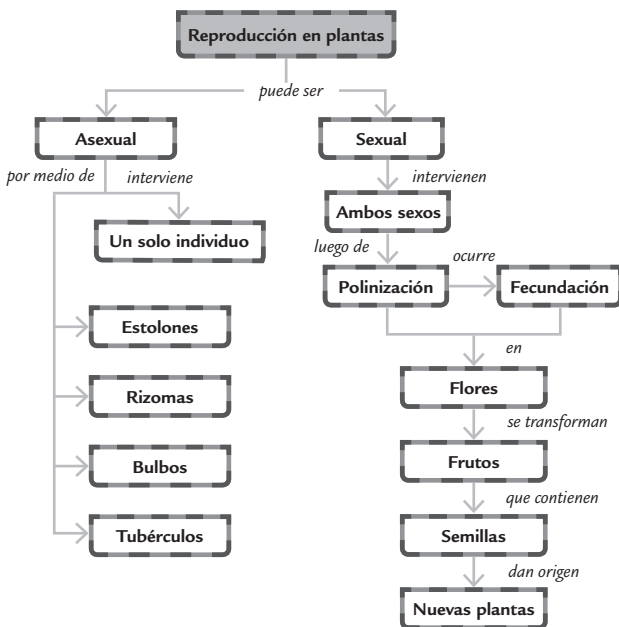 Reproducción en plantas
puede ser
Asexual
Sexual
por medio de
interviene
intervienen
Un solo individuo
Ambos sexos
luego de
ocurre
Polinización
Fecundación
Estolones
en
Rizomas
Flores
se transforman
Bulbos
Frutos
que contienen
Tubérculos
Semillas
dan origen
Nuevas plantas